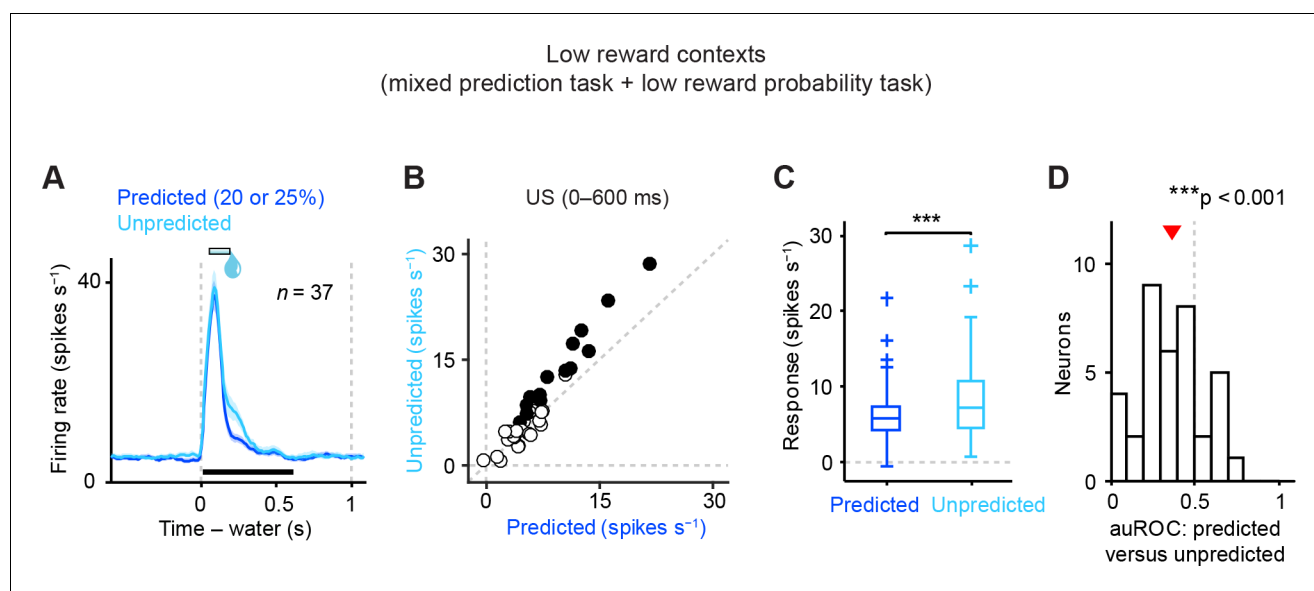 Low reward contexts
(mixed prediction task + low reward probability task)
A
Predicted (20 or 25%)
Unpredicted
n = 37
40
0
Firing rate (spikes s⁻¹)
0
0.5
1
Time – water (s)
B
US (0–600 ms)
30
15
0
Unpredicted (spikes s⁻¹)
0
15
30
Predicted (spikes s⁻¹)
C
***
30
20
10
0
Response (spikes s⁻¹)
Predicted
Unpredicted
D
***p < 0.001
10
5
0
Neurons
0
0.5
1
auROC: predicted
versus unpredicted